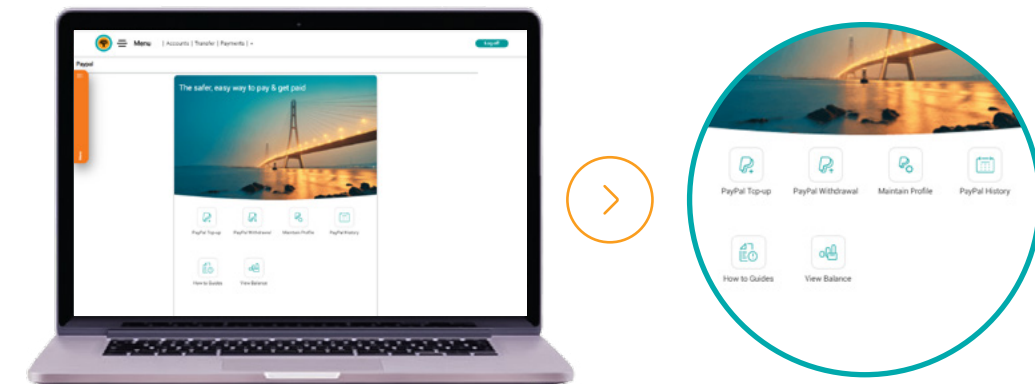 Menu | Accounts | Transfer | Payments |
Log off
Paypal
The safer, easy way to pay & get paid
PayPal Top-up PayPal Withdrawal Maintain Profile PayPal History
How to Guides View Balance
PayPal Top-up PayPal Withdrawal Maintain Profile PayPal History
How to Guides View Balance